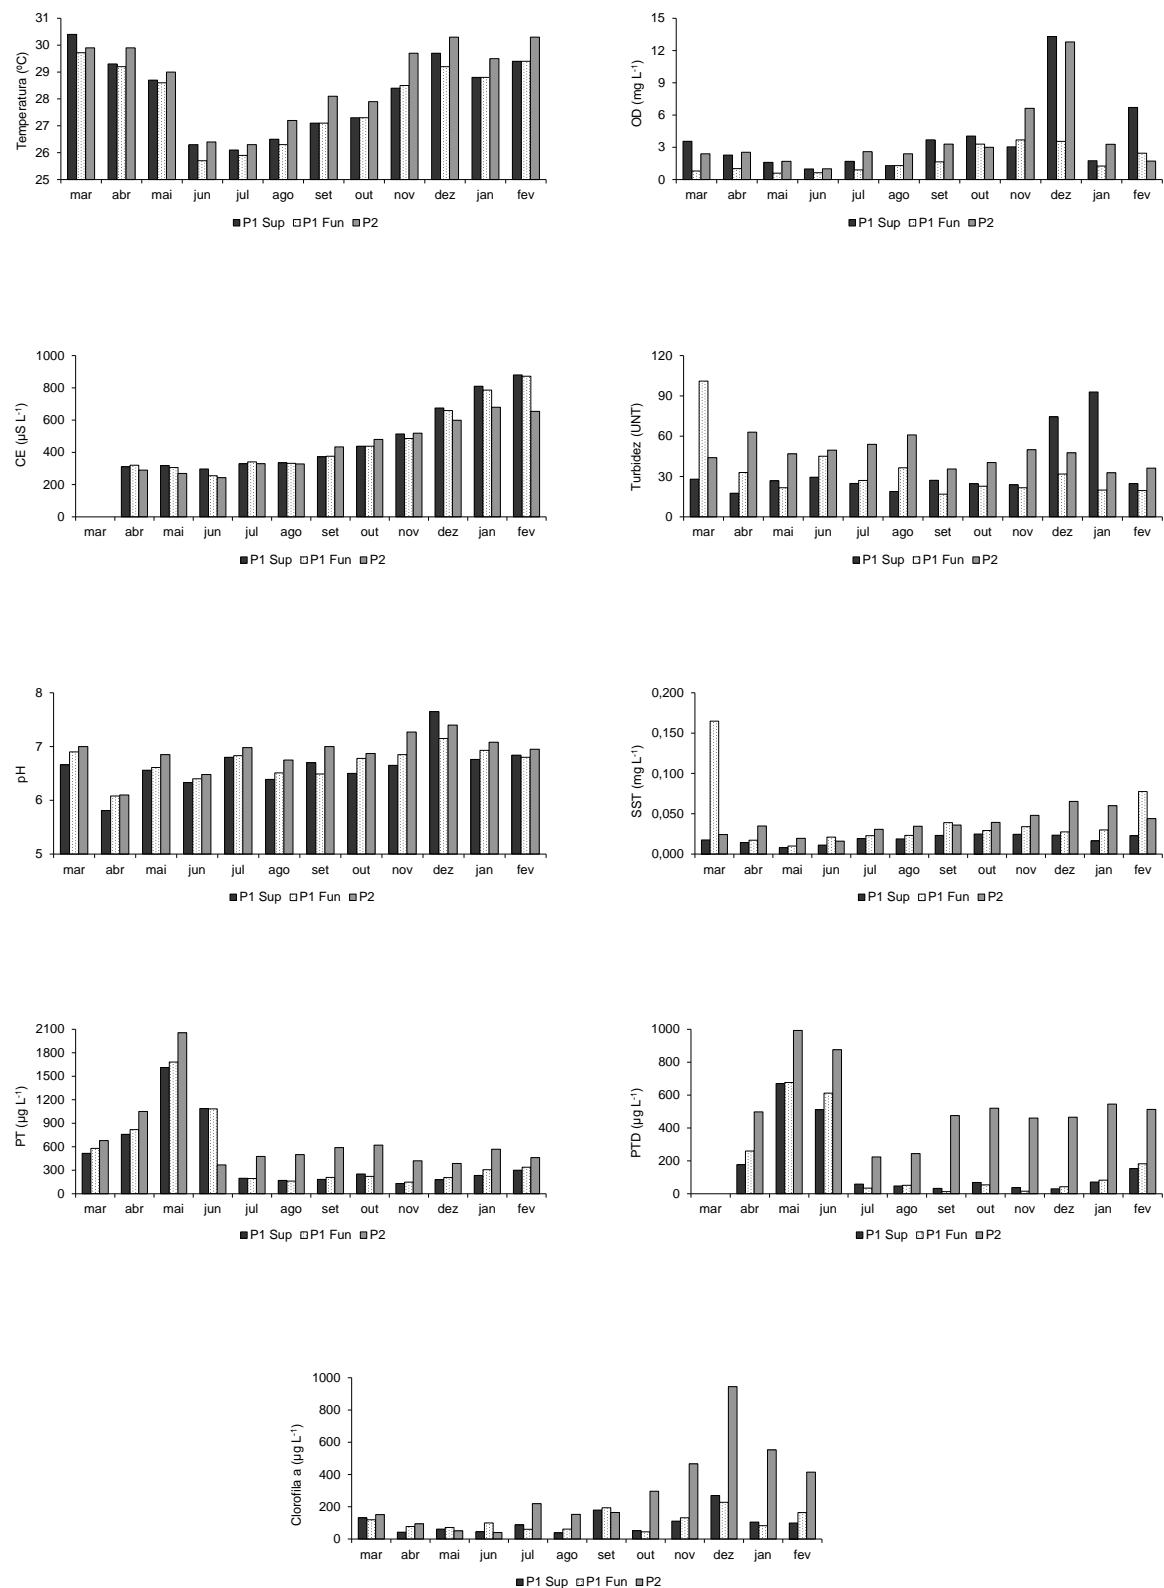 Temperatura (ºC)
31
30
29
28
27
26
25
mar abr mai jun jul ago set out nov dez jan fev
P1 Sup P1 Fun P2
OD (mg L⁻¹)
15
12
9
6
3
0
mar abr mai jun jul ago set out nov dez jan fev
P1 Sup P1 Fun P2
CE (µS L⁻¹)
1000
800
600
400
200
0
mar abr mai jun jul ago set out nov dez jan fev
P1 Sup P1 Fun P2
Turbidez (UNT)
120
90
60
30
0
mar abr mai jun jul ago set out nov dez jan fev
P1 Sup P1 Fun P2
pH
8
7
6
5
mar abr mai jun jul ago set out nov dez jan fev
P1 Sup P1 Fun P2
SST (mg L⁻¹)
0,200
0,150
0,100
0,050
0,000
mar abr mai jun jul ago set out nov dez jan fev
P1 Sup P1 Fun P2
PT (µg L⁻¹)
2100
1800
1500
1200
900
600
300
0
mar abr mai jun jul ago set out nov dez jan fev
P1 Sup P1 Fun P2
PTD (µg L⁻¹)
1000
800
600
400
200
0
mar abr mai jun jul ago set out nov dez jan fev
P1 Sup P1 Fun P2
Clorofila a (µg L⁻¹)
1000
800
600
400
200
0
mar abr mai jun jul ago set out nov dez jan fev
P1 Sup P1 Fun P2